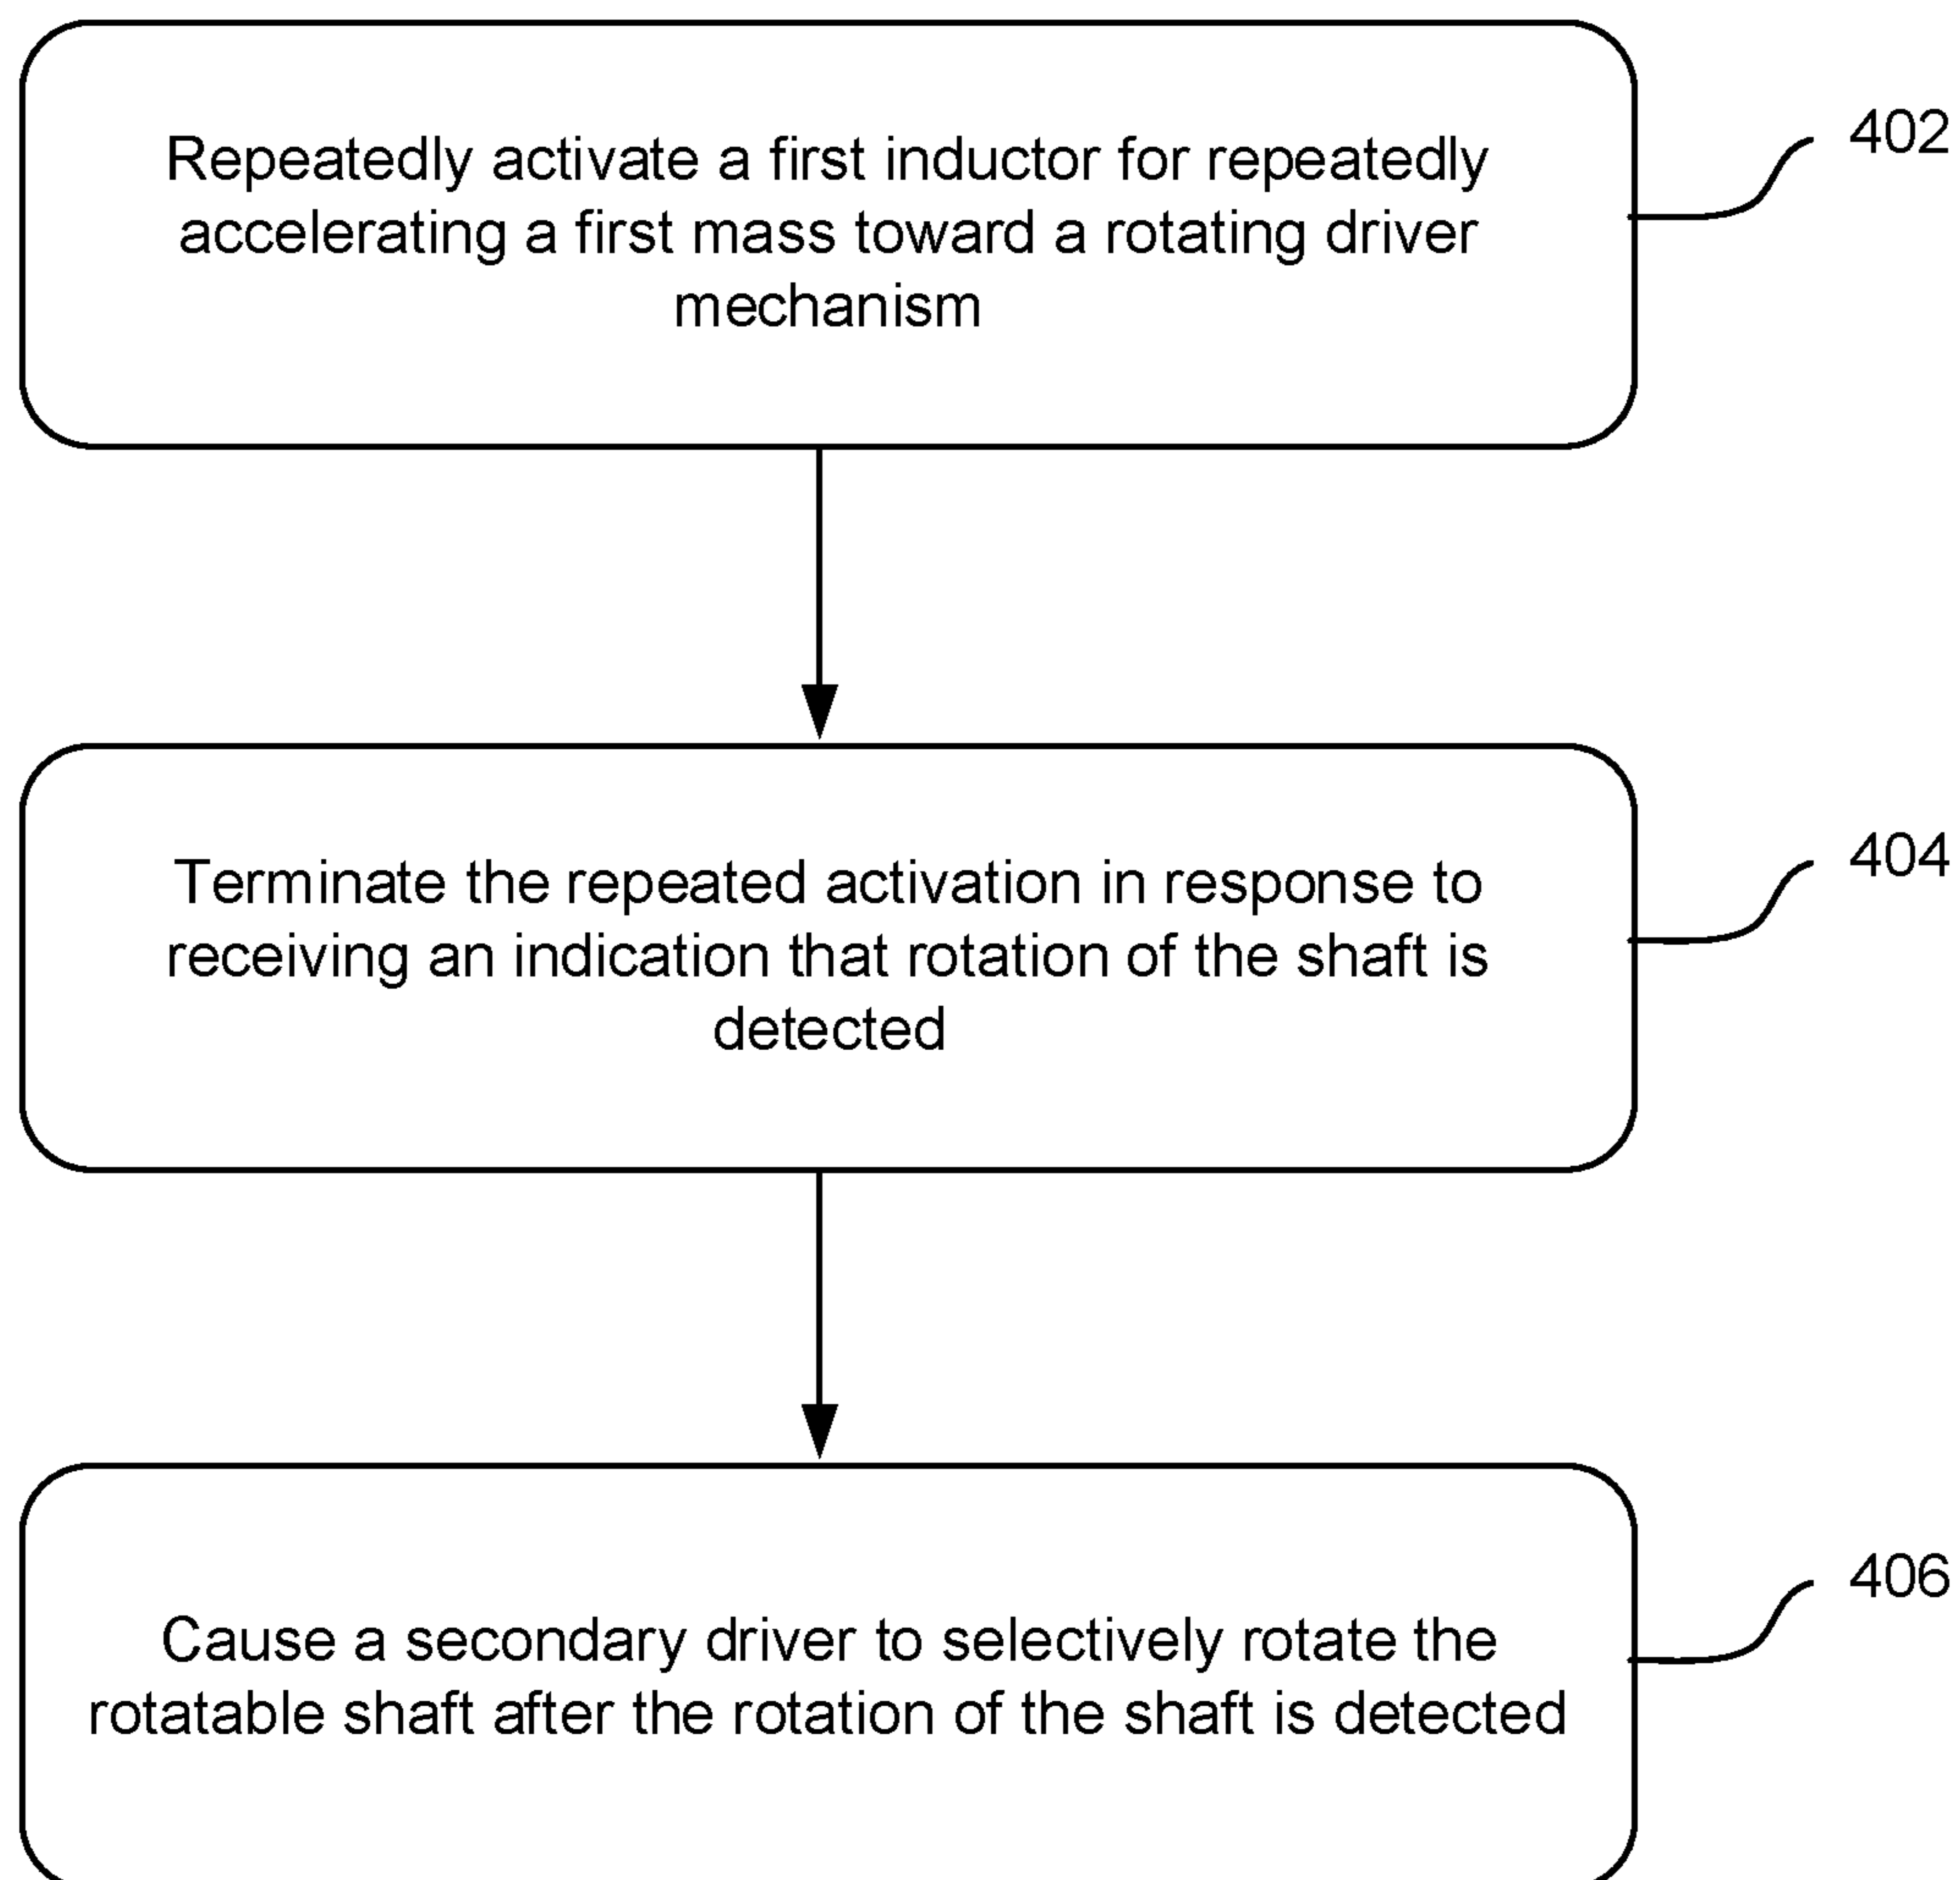 Repeatedly activate a first inductor for repeatedly
accelerating a first mass toward a rotating driver
mechanism
402
Terminate the repeated activation in response to
receiving an indication that rotation of the shaft is
detected
404
Cause a secondary driver to selectively rotate the
rotatable shaft after the rotation of the shaft is detected
406